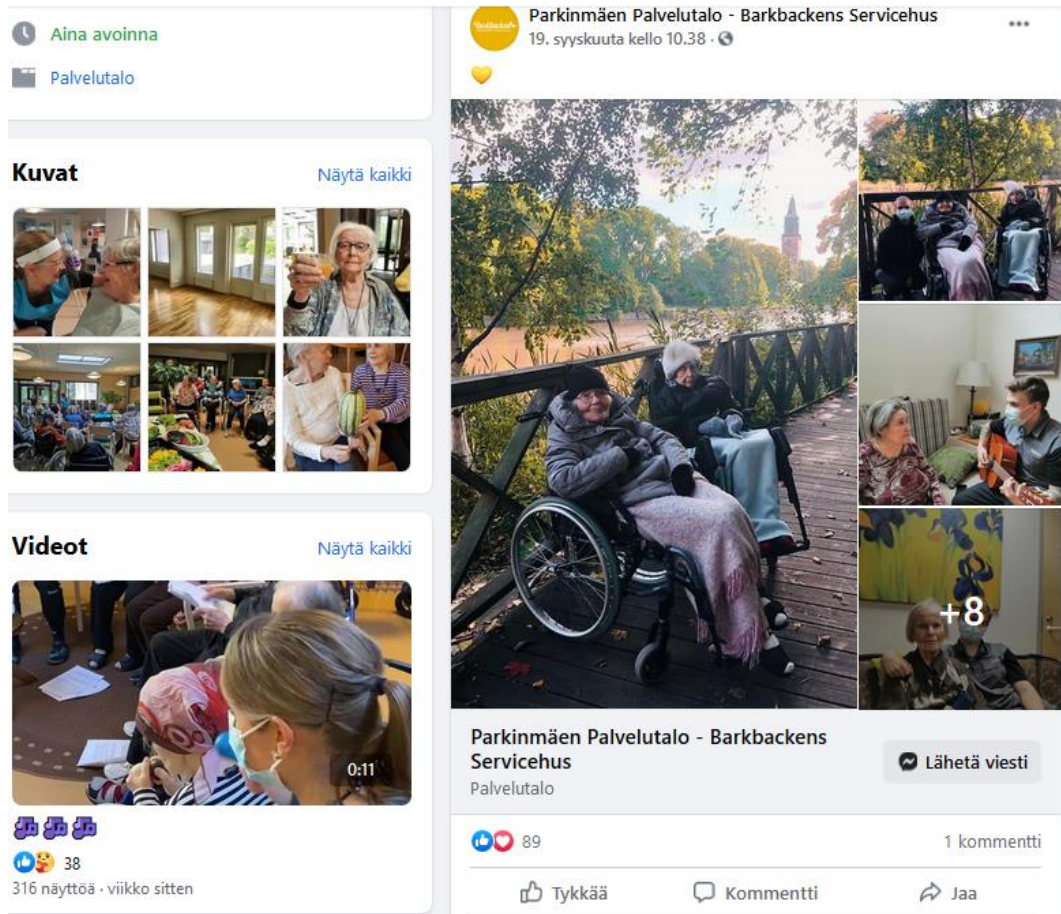 Aina avoinna
Palvelutalo
Kuvat
Näytä kaikki
Videot
Näytä kaikki
0:11
38
316 näyttöä · viikko sitten
Parkinmäen Palvelutalo - Barkbackens Servicehus
19. syyskuuta kello 10.38 ·
+8
Parkinmäen Palvelutalo - Barkbackens
Servicehus
Palvelutalo
Lähetä viesti
89
1 kommentti
Tykkää
Kommentti
Jaa